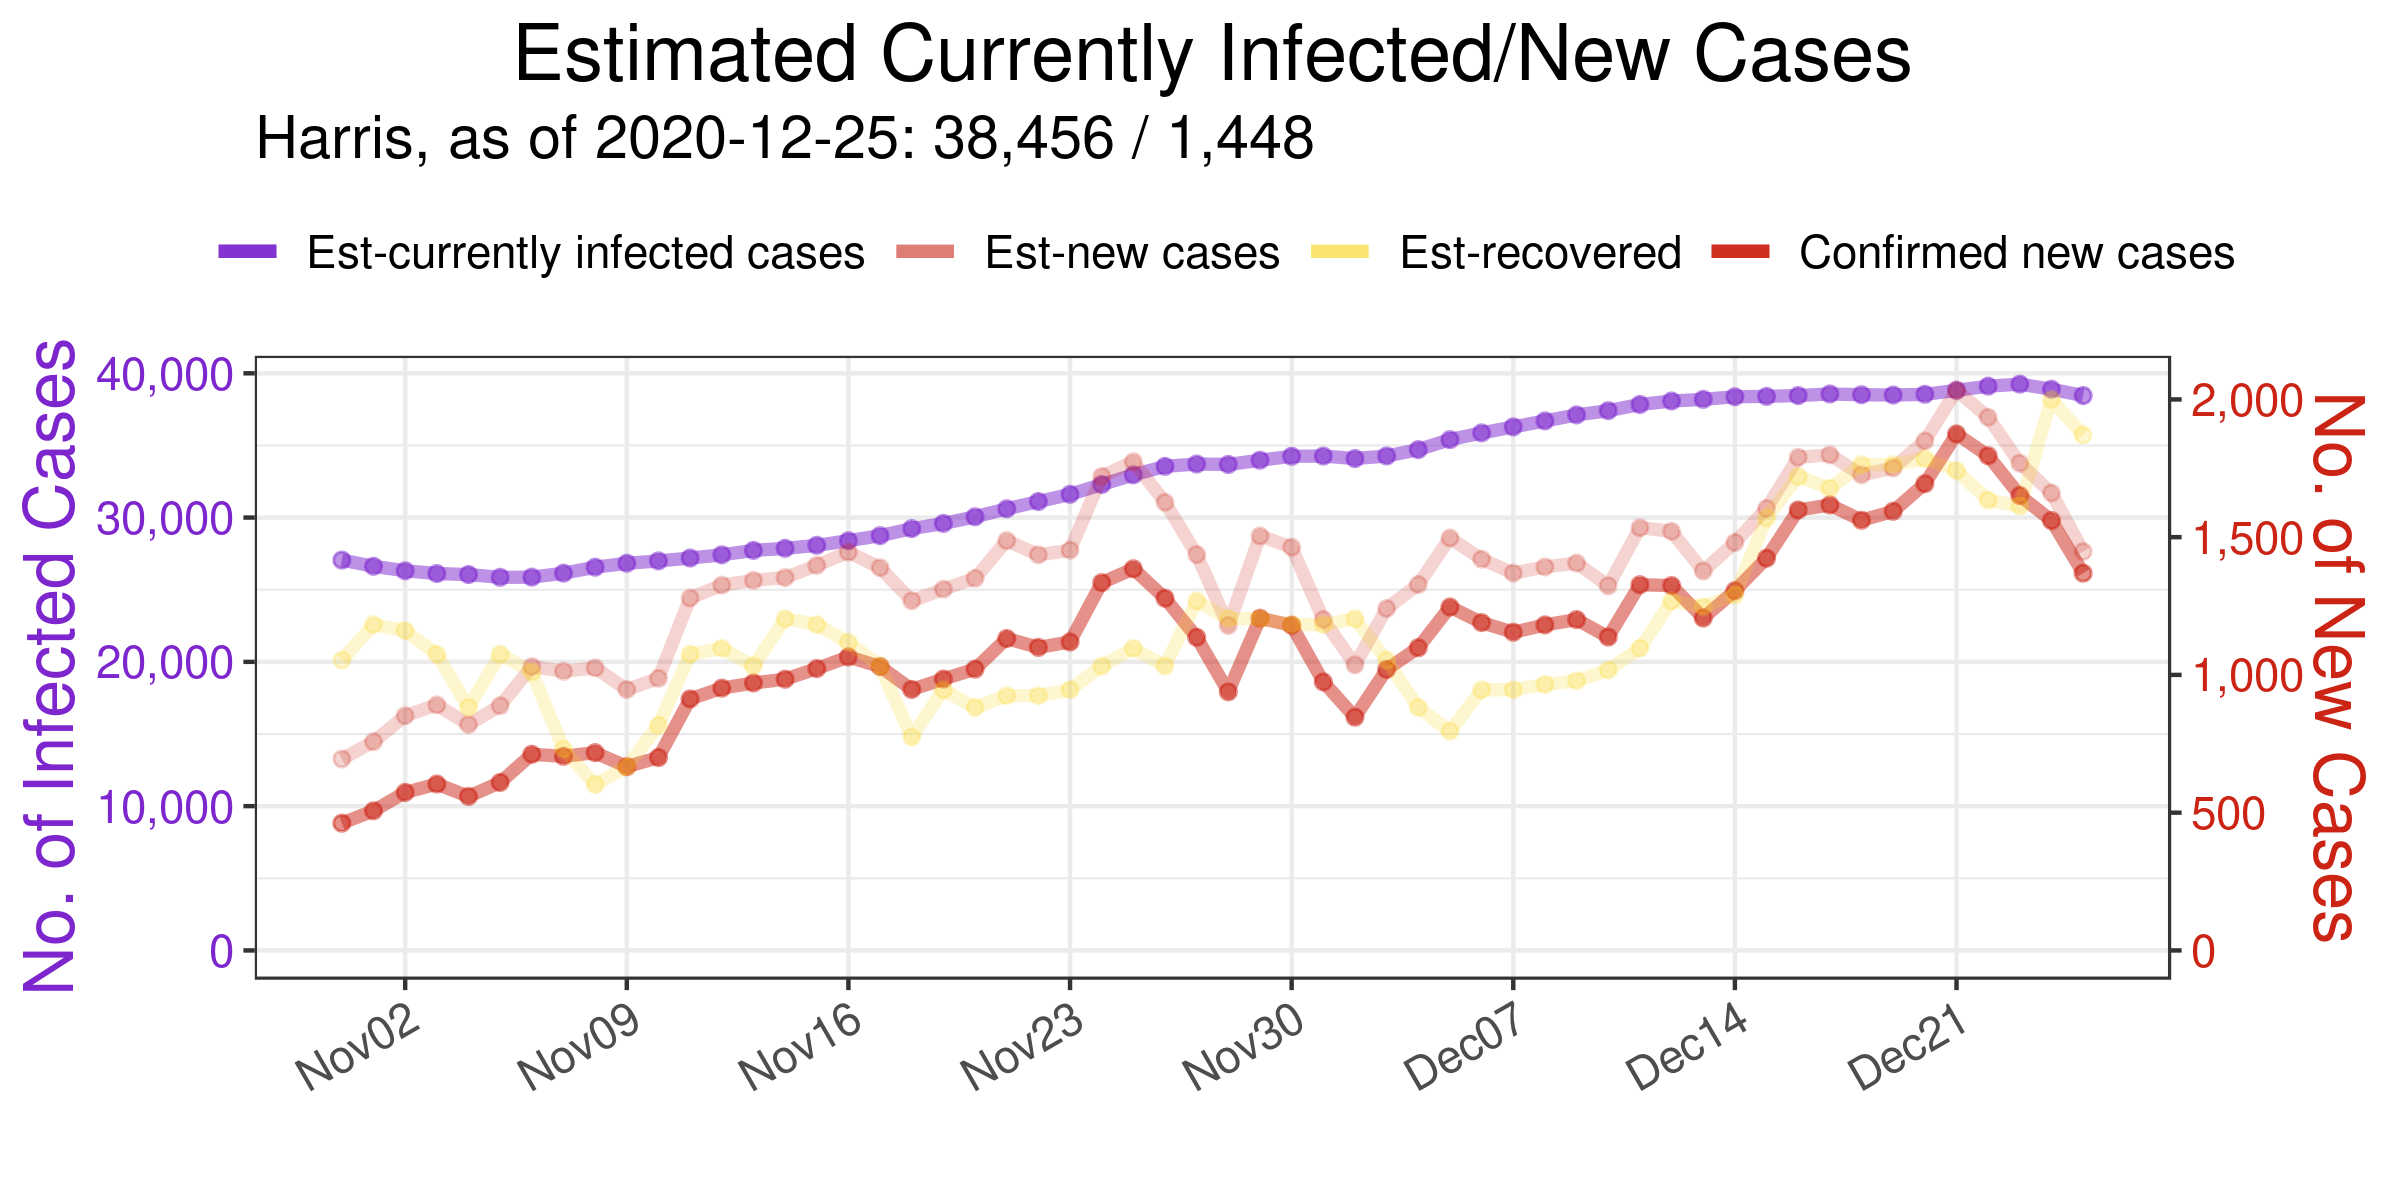 Estimated Currently Infected/New Cases
Harris, as of 2020-12-25: 38,456 / 1,448
Est-currently infected cases Est-new cases Est-recovered Confirmed new cases
No. of Infected Cases
40,000
30,000
20,000
10,000
0
2,000
1,500
1,000
500
0
No. of New Cases
Nov02 Nov09 Nov16 Nov23 Nov30 Dec07 Dec14 Dec21